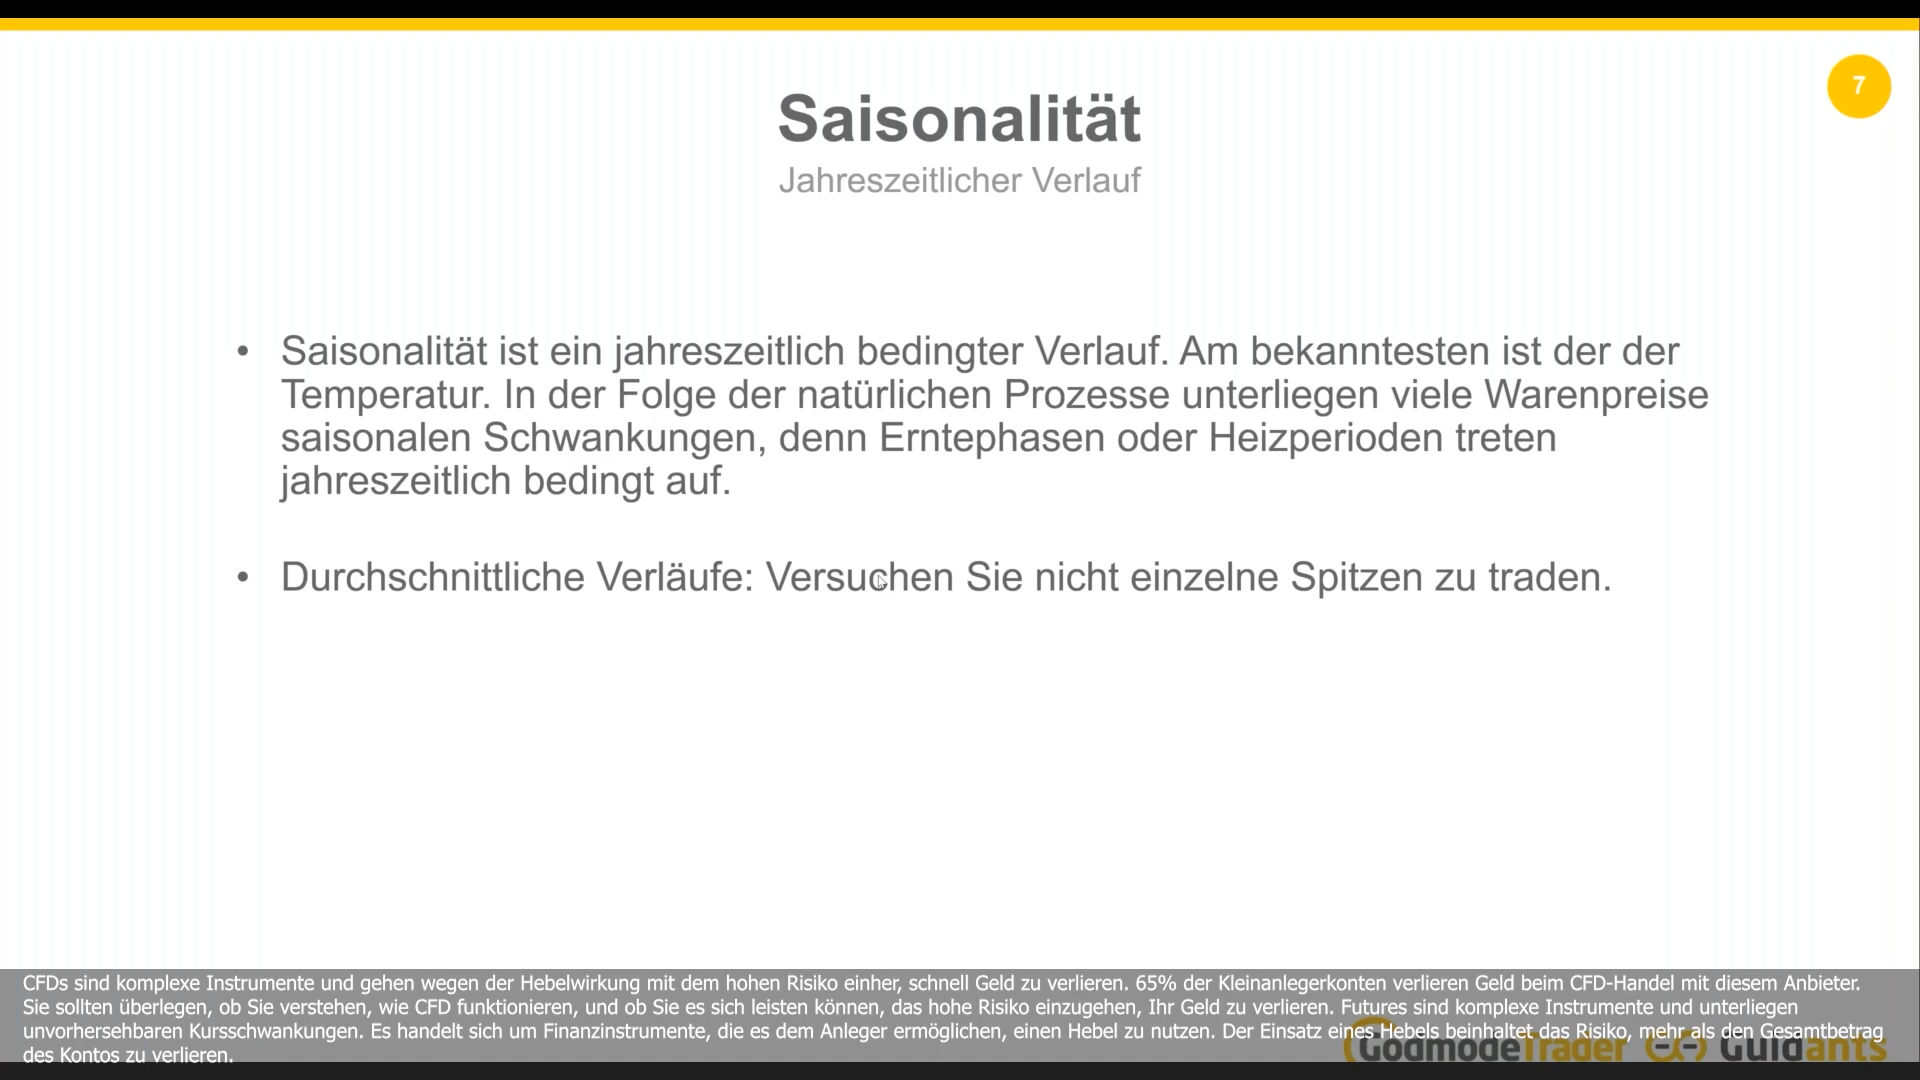 7
Saisonalität
Jahreszeitlicher Verlauf
• Saisonalität ist ein jahreszeitlich bedingter Verlauf. Am bekanntesten ist der der
Temperatur. In der Folge der natürlichen Prozesse unterliegen viele Warenpreise
saisonalen Schwankungen, denn Erntephasen oder Heizperioden treten
jahreszeitlich bedingt auf.
• Durchschnittliche Verläufe: Versuchen Sie nicht einzelne Spitzen zu traden.
CFDs sind komplexe Instrumente und gehen wegen der Hebelwirkung mit dem hohen Risiko einher, schnell Geld zu verlieren. 65% der Kleinanlegerkonten verlieren Geld beim CFD-Handel mit diesem Anbieter.
Sie sollten überlegen, ob Sie verstehen, wie CFD funktionieren, und ob Sie es sich leisten können, das hohe Risiko einzugehen, Ihr Geld zu verlieren. Futures sind komplexe Instrumente und unterliegen
unvorhersehbaren Kursschwankungen. Es handelt sich um Finanzinstrumente, die es dem Anleger ermöglichen, einen Hebel zu nutzen. Der Einsatz eines Hebels beinhaltet das Risiko, mehr als den Gesamtbetrag
des Kontos zu verlieren.
GodmodeTrader Guidants